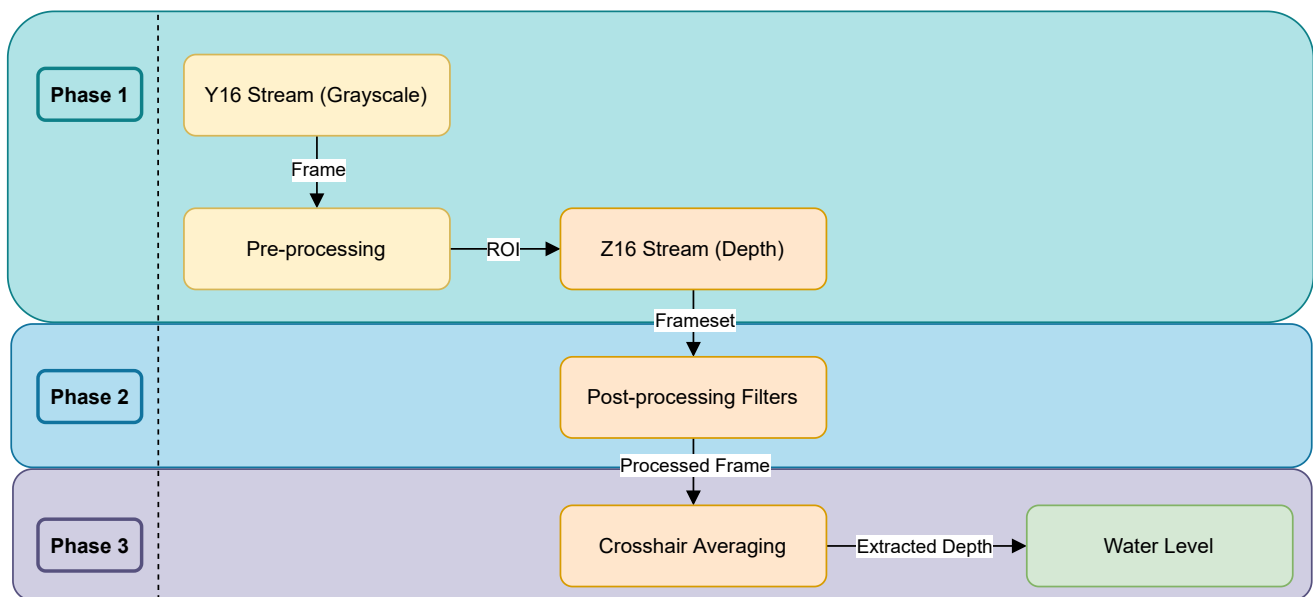 Phase 1
Y16 Stream (Grayscale)
Frame
Pre-processing
ROI
Z16 Stream (Depth)
Frameset
Phase 2
Post-processing Filters
Processed Frame
Phase 3
Crosshair Averaging
Extracted Depth
Water Level